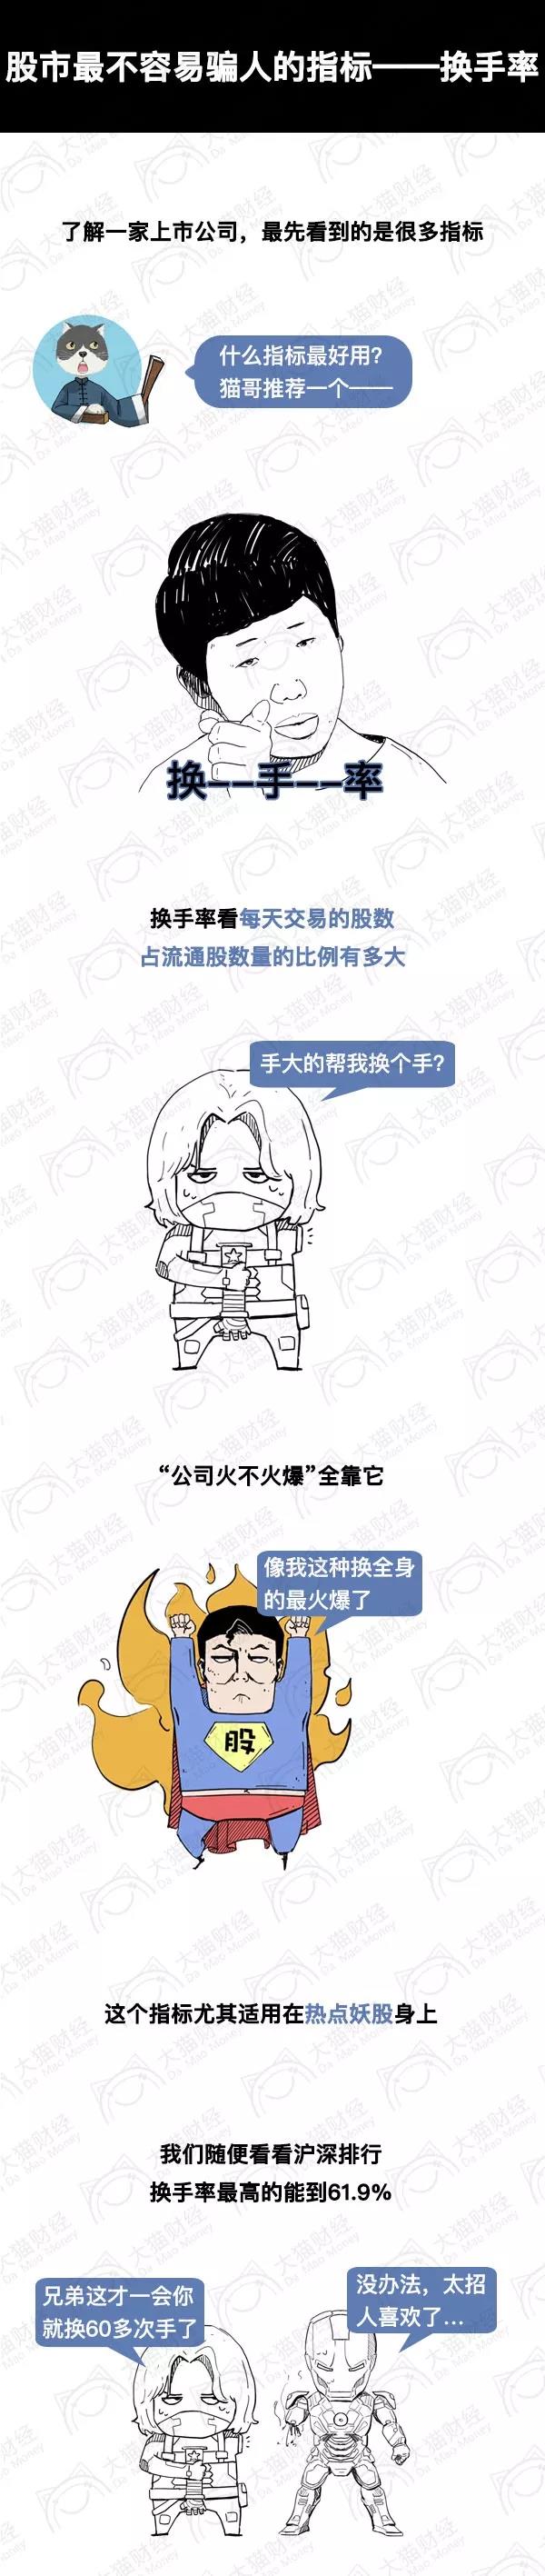 股市最不容易骗人的指标——换手率
了解一家上市公司，最先看到的是很多指标
什么指标最好用？
猫哥推荐一个——
换--手--率
换手率看每天交易的股数
占流通股数量的比例有多大
手大的帮我换个手？
“公司火不火爆”全靠它
像我这种换全身
的最火爆了
股
这个指标尤其适用在热点妖股身上
我们随便看看沪深排行
换手率最高的能到61.9%
兄弟这才一会你
就换60多次手了
没办法，太招
人喜欢了...
大猫财经
Da Mao Money